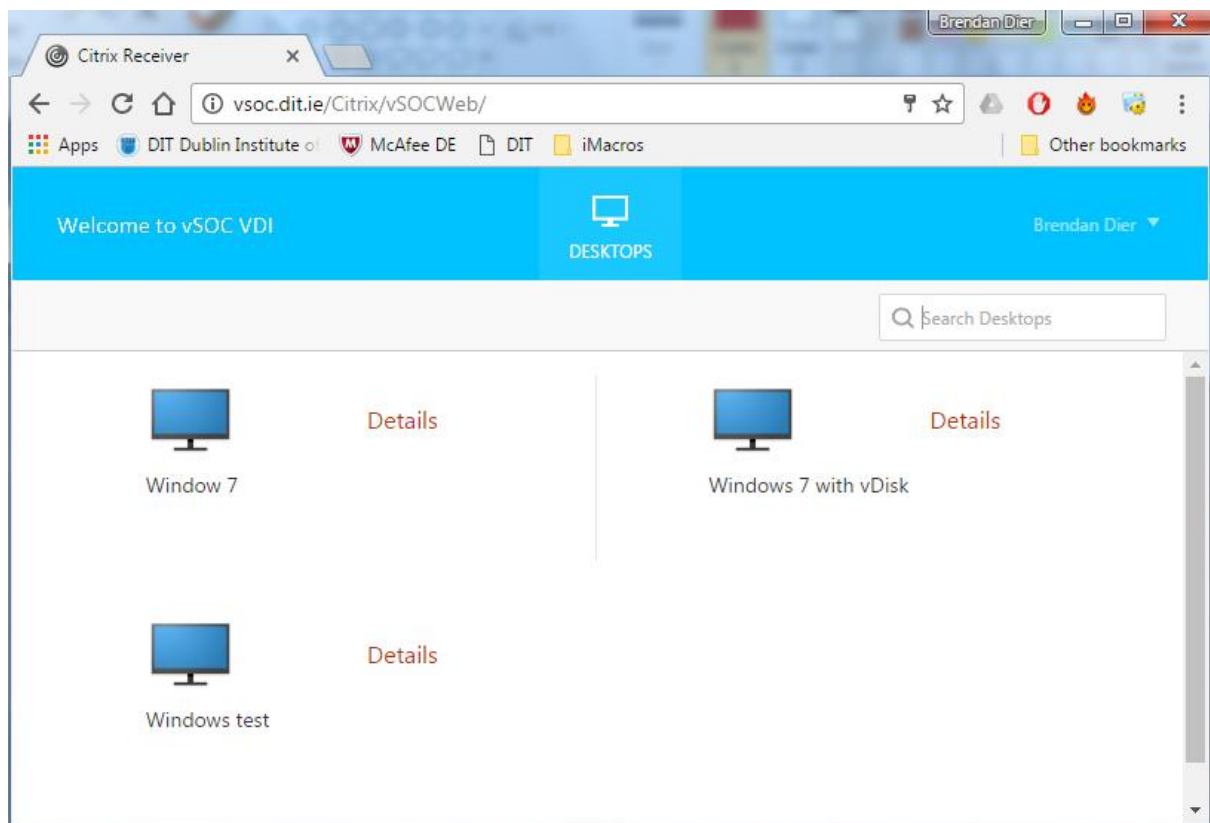 Brendan Dier
Citrix Receiver
vsoc.dit.ie/Citrix/vSOCWeb/
Apps DIT Dublin Institute of McAfee DE DIT iMacros Other bookmarks
Welcome to vSOC VDI DESKTOPS Brendan Dier
Search Desktops
Details Details
Window 7 Windows 7 with vDisk
Details
Windows test